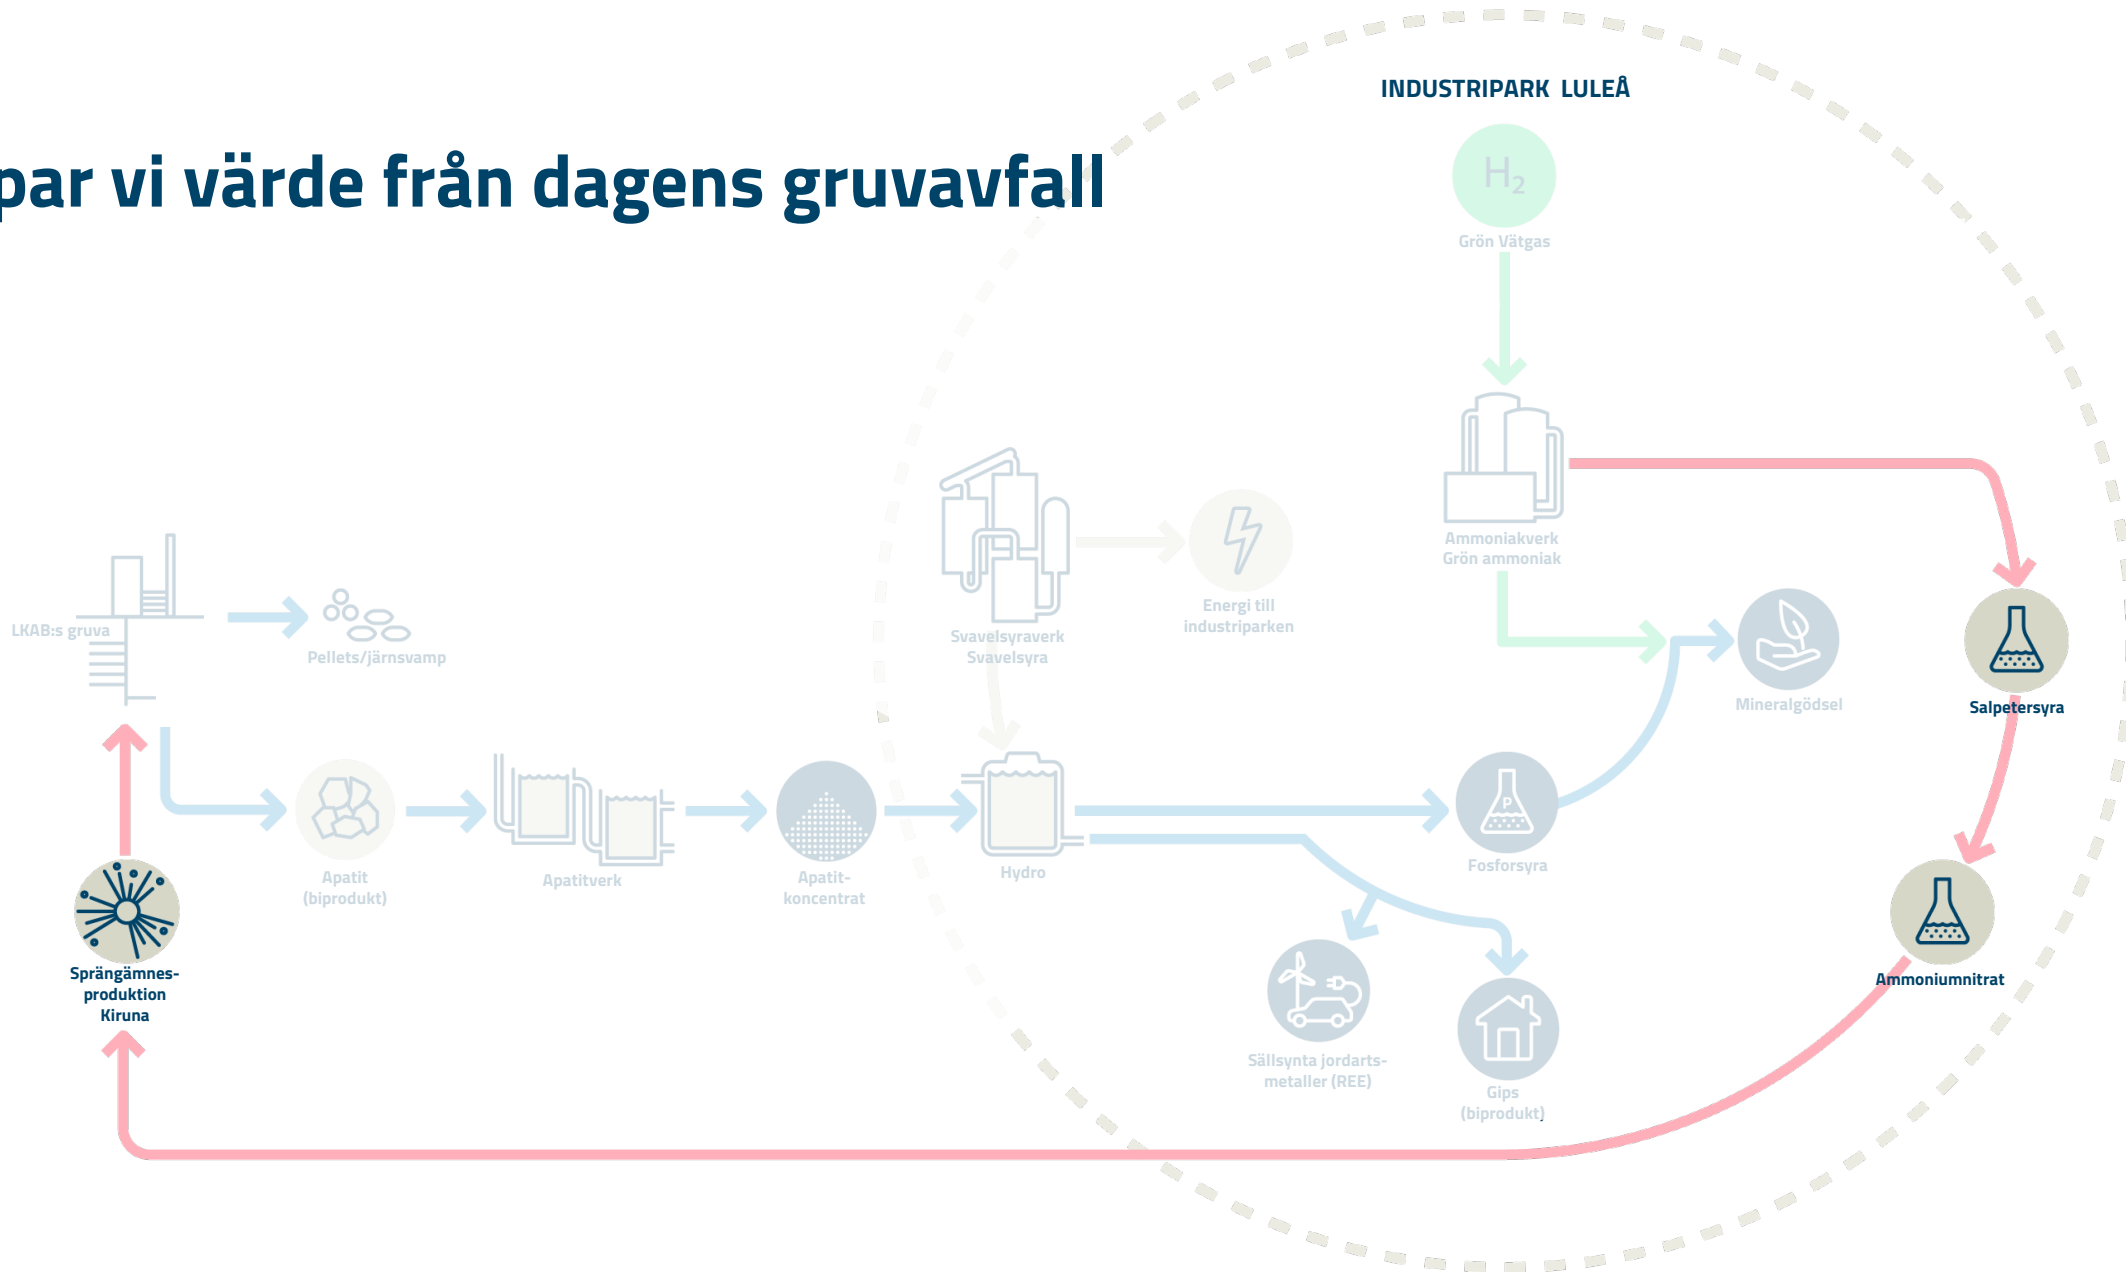 INDUSTRIPARK LULEÅ
par vi värde från dagens gruvavfall
H2
Grön Vätgas
Ammoniakverk
Grön ammoniak
Energi till
industriparken
LKAB:s gruva
Svavelsyraverk
Svavelsyra
Pellets/järnsvamp
Mineralgödsel
Salpetersyra
P
Fosforsyra
Hydro
Apatit
(biprodukt)
Apatitverk
Apatit-
koncentrat
Sprängämnes-
produktion
Kiruna
Ammoniumnitrat
Sällsynta jordarts-
metaller (REE)
Gips
(biprodukt)